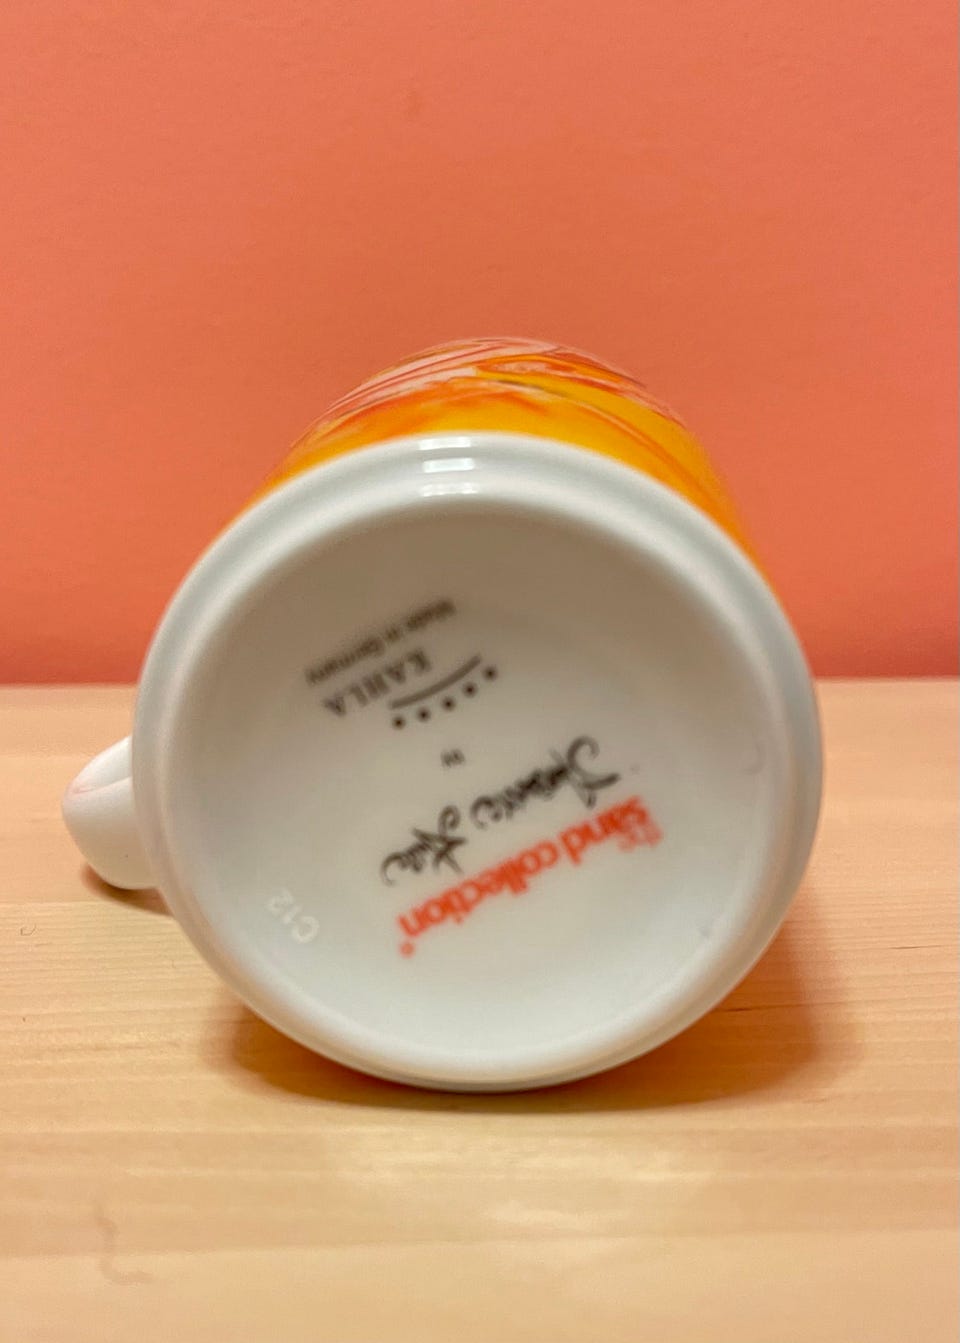 the sand collection®
KAHLA
Made in Germany
C12